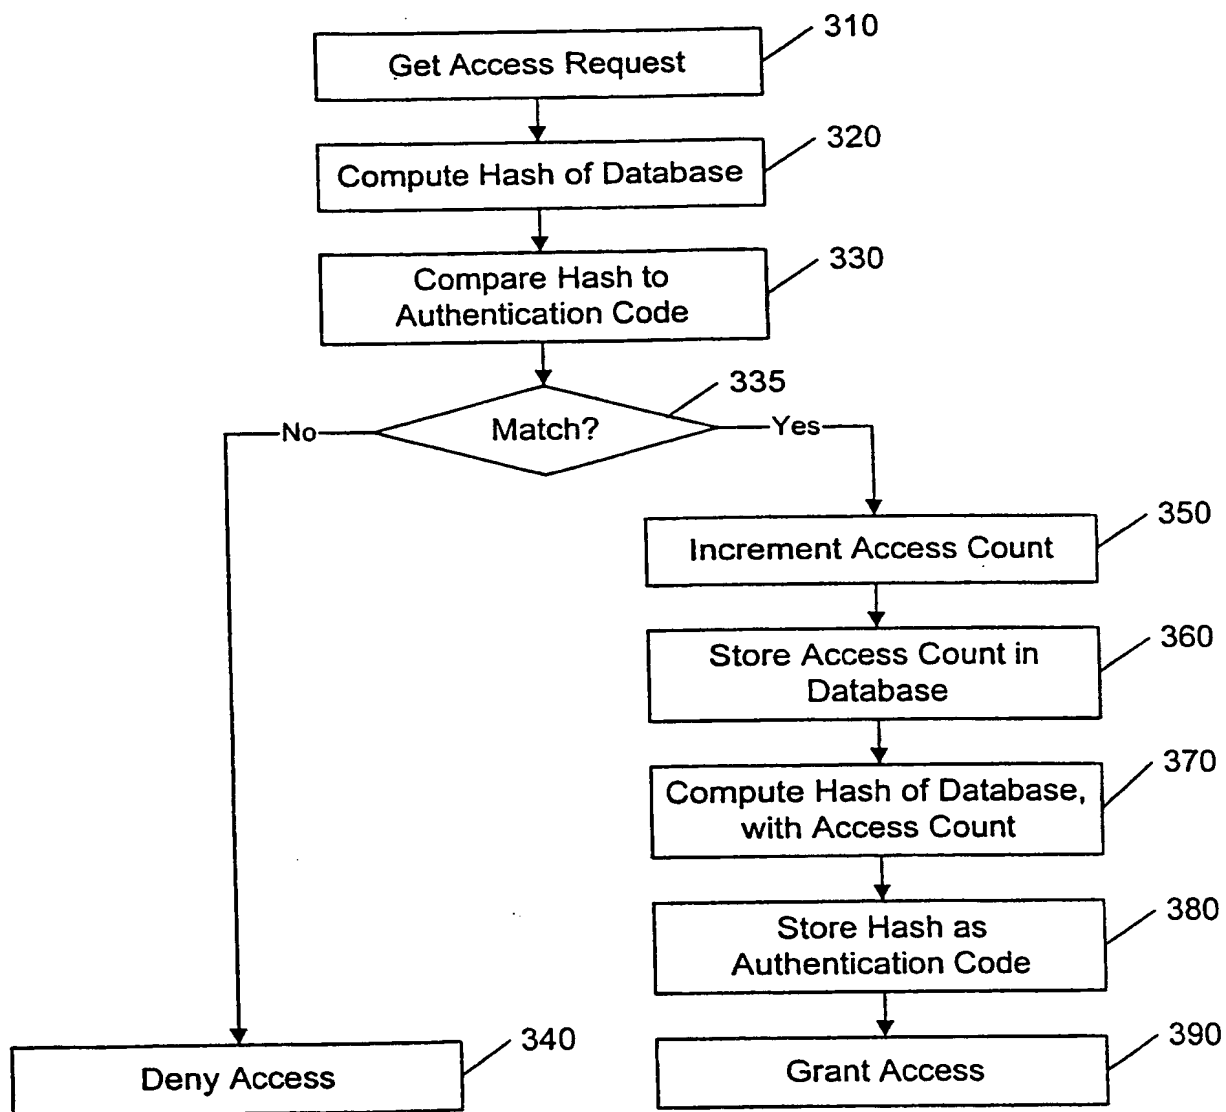 310
Get Access Request
320
Compute Hash of Database
330
Compare Hash to
Authentication Code
335
Match?
No
Yes
350
Increment Access Count
360
Store Access Count in
Database
370
Compute Hash of Database,
with Access Count
380
Store Hash as
Authentication Code
340
Deny Access
390
Grant Access